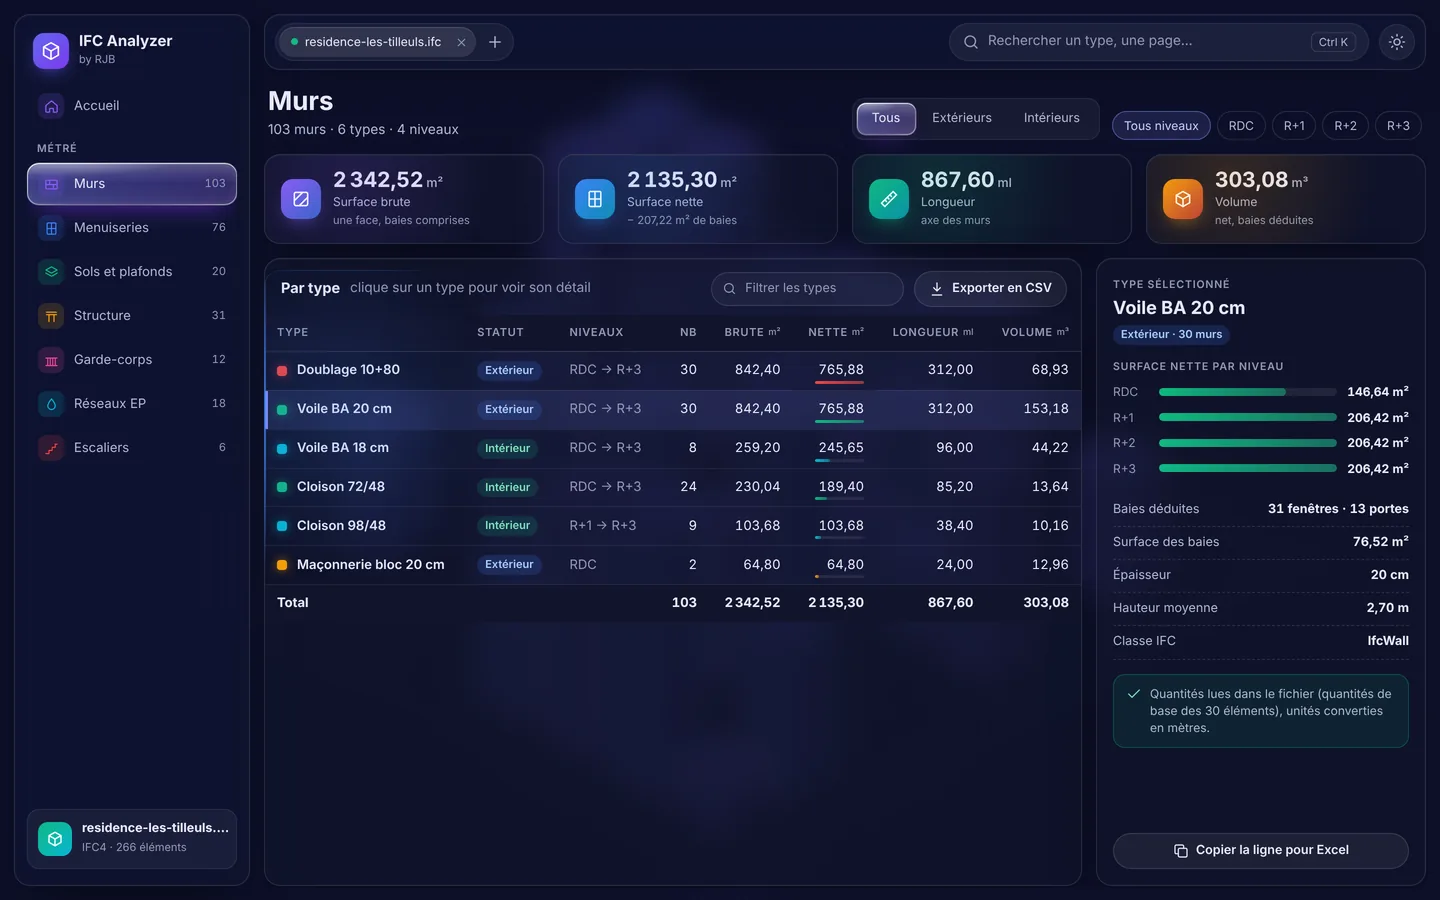 IFC Analyzer
by RJB
Accueil
MÉTRÉ
Murs 103
Menuiseries 76
Sols et plafonds 20
Structure 31
Garde-corps 12
Réseaux EP 18
Escaliers 6
residence-les-tilleuls....
IFC4 · 266 éléments
residence-les-tilleuls.ifc
Rechercher un type, une page...
Ctrl K
Murs
103 murs · 6 types · 4 niveaux
Tous Extérieurs Intérieurs
Tous niveaux RDC R+1 R+2 R+3
2 342,52 m²
Surface brute
une face, baies comprises
2 135,30 m²
Surface nette
− 207,22 m² de baies
867,60 ml
Longueur
axe des murs
303,08 m³
Volume
net, baies déduites
Par type clique sur un type pour voir son détail
Filtrer les types
Exporter en CSV
TYPE STATUT NIVEAUX NB BRUTE m² NETTE m² LONGUEUR ml VOLUME m³
Doublage 10+80 Extérieur RDC → R+3 30 842,40 765,88 312,00 68,93
Voile BA 20 cm Extérieur RDC → R+3 30 842,40 765,88 312,00 153,18
Voile BA 18 cm Intérieur RDC → R+3 8 259,20 245,65 96,00 44,22
Cloison 72/48 Intérieur RDC → R+3 24 230,04 189,40 85,20 13,64
Cloison 98/48 Intérieur R+1 → R+3 9 103,68 103,68 38,40 10,16
Maçonnerie bloc 20 cm Extérieur RDC 2 64,80 64,80 24,00 12,96
Total 103 2 342,52 2 135,30 867,60 303,08
TYPE SÉLECTIONNÉ
Voile BA 20 cm
Extérieur · 30 murs
SURFACE NETTE PAR NIVEAU
RDC 146,64 m²
R+1 206,42 m²
R+2 206,42 m²
R+3 206,42 m²
Baies déduites 31 fenêtres · 13 portes
Surface des baies 76,52 m²
Épaisseur 20 cm
Hauteur moyenne 2,70 m
Classe IFC IfcWall
Quantités lues dans le fichier (quantités de
base des 30 éléments), unités converties
en mètres.
Copier la ligne pour Excel